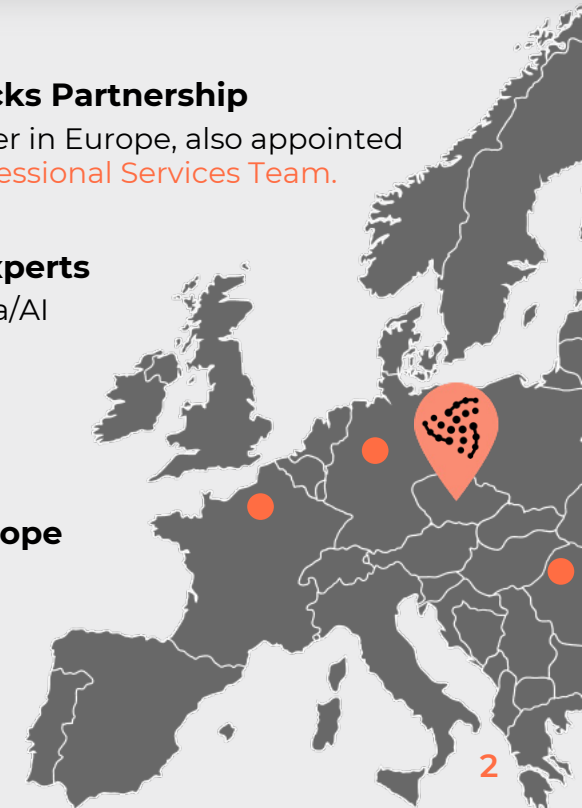 cks Partnership
er in Europe, also appointed
essional Services Team.
xperts
a/AI
ope
2